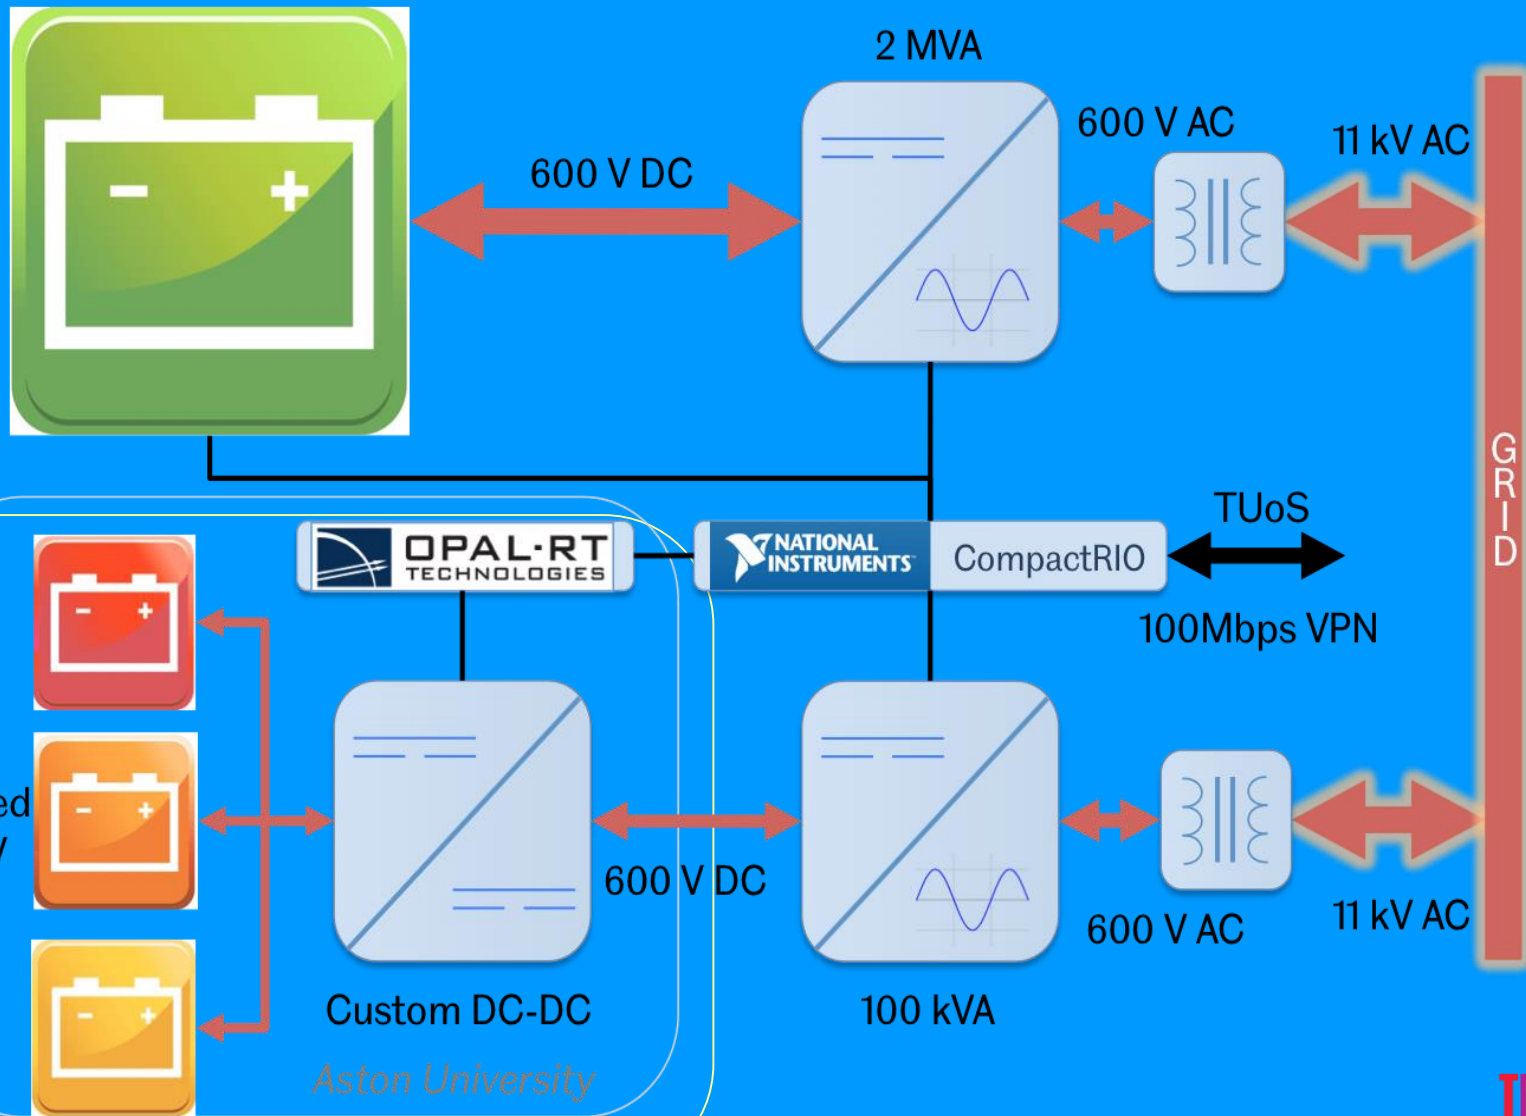 2 MVA
600 V AC
11 kV AC
600 V DC
GRID
TUoS
OPAL-RT
TECHNOLOGIES
NATIONAL
INSTRUMENTS
CompactRIO
100Mbps VPN
600 V DC
600 V AC
11 kV AC
Custom DC-DC
100 kVA
Aston University